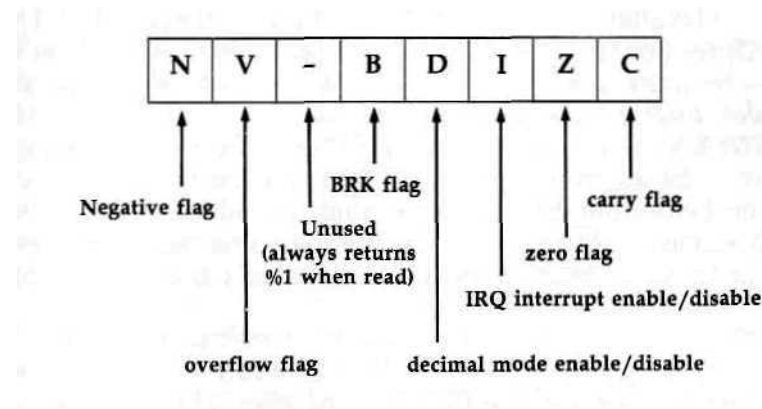 N V - B D I Z C
BRK flag
carry flag
Negative flag
Unused
(always returns
%1 when read)
zero flag
IRQ interrupt enable/disable
overflow flag
decimal mode enable/disable